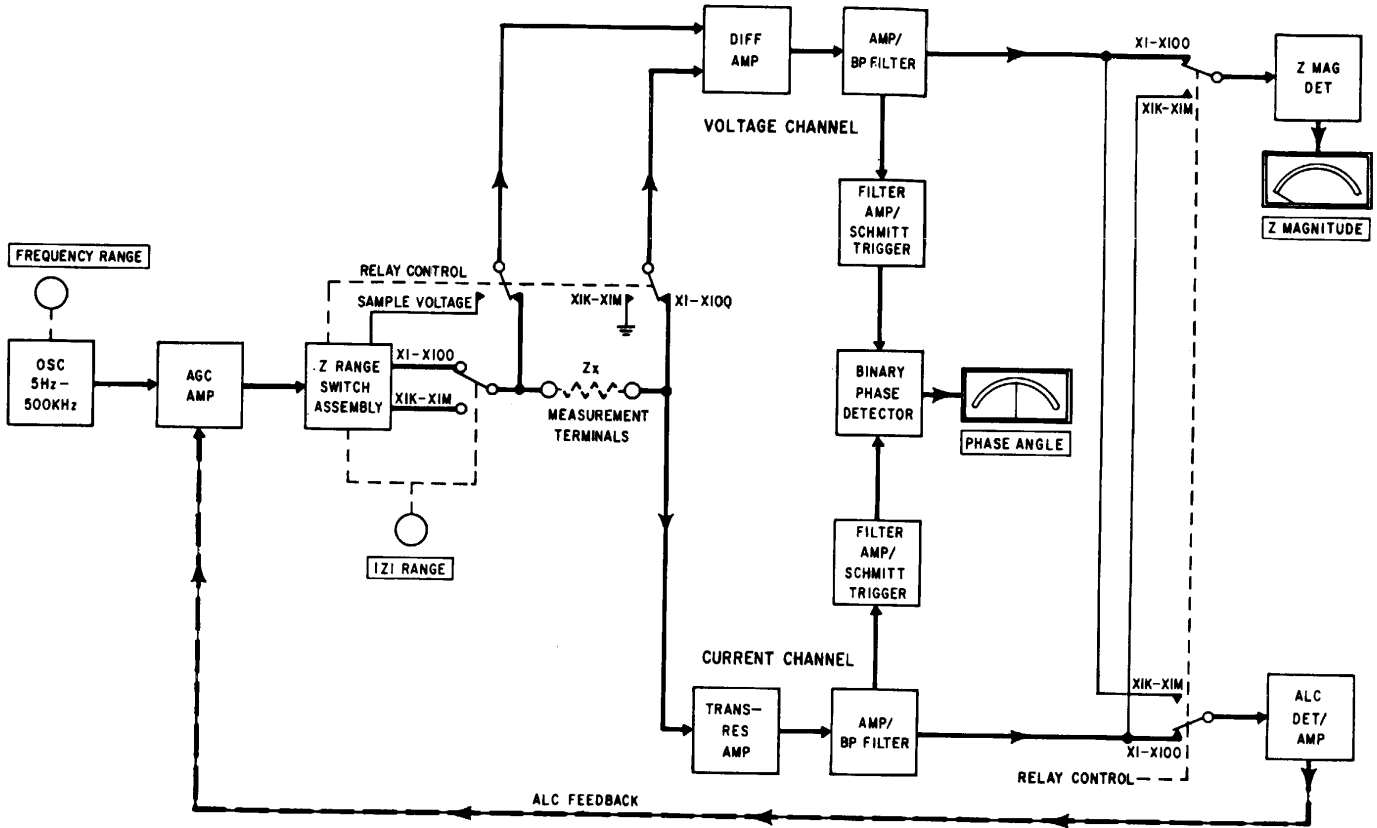 DIFF
AMP
AMP/
BP FILTER
X1-X100
Z MAG
DET
X1K-X1M
VOLTAGE CHANNEL
FILTER
AMP/
SCHMITT
TRIGGER
Z MAGNITUDE
FREQUENCY RANGE
RELAY CONTROL
SAMPLE VOLTAGE
X1K-X1M
X1-X100
OSC
5Hz-
500KHz
AGC
AMP
Z RANGE
SWITCH
ASSEMBLY
X1-X100
X1K-X1M
Zx
MEASUREMENT
TERMINALS
BINARY
PHASE
DETECTOR
PHASE ANGLE
|Z| RANGE
FILTER
AMP/
SCHMITT
TRIGGER
CURRENT CHANNEL
TRANS-
RES
AMP
AMP/
BP FILTER
X1K-X1M
X1-X100
ALC
DET/
AMP
RELAY CONTROL
ALC FEEDBACK